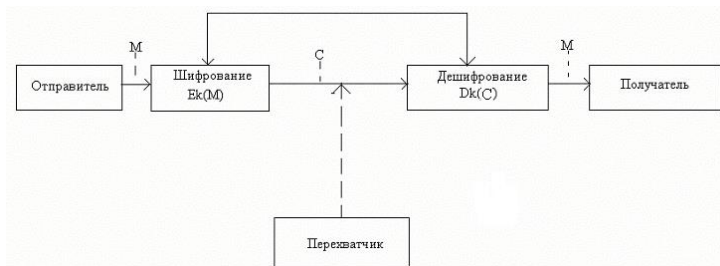 M
C
M
Отправитель
Шифрование
Ek(M)
Дешифрование
Dk(C)
Получатель
Перехватчик